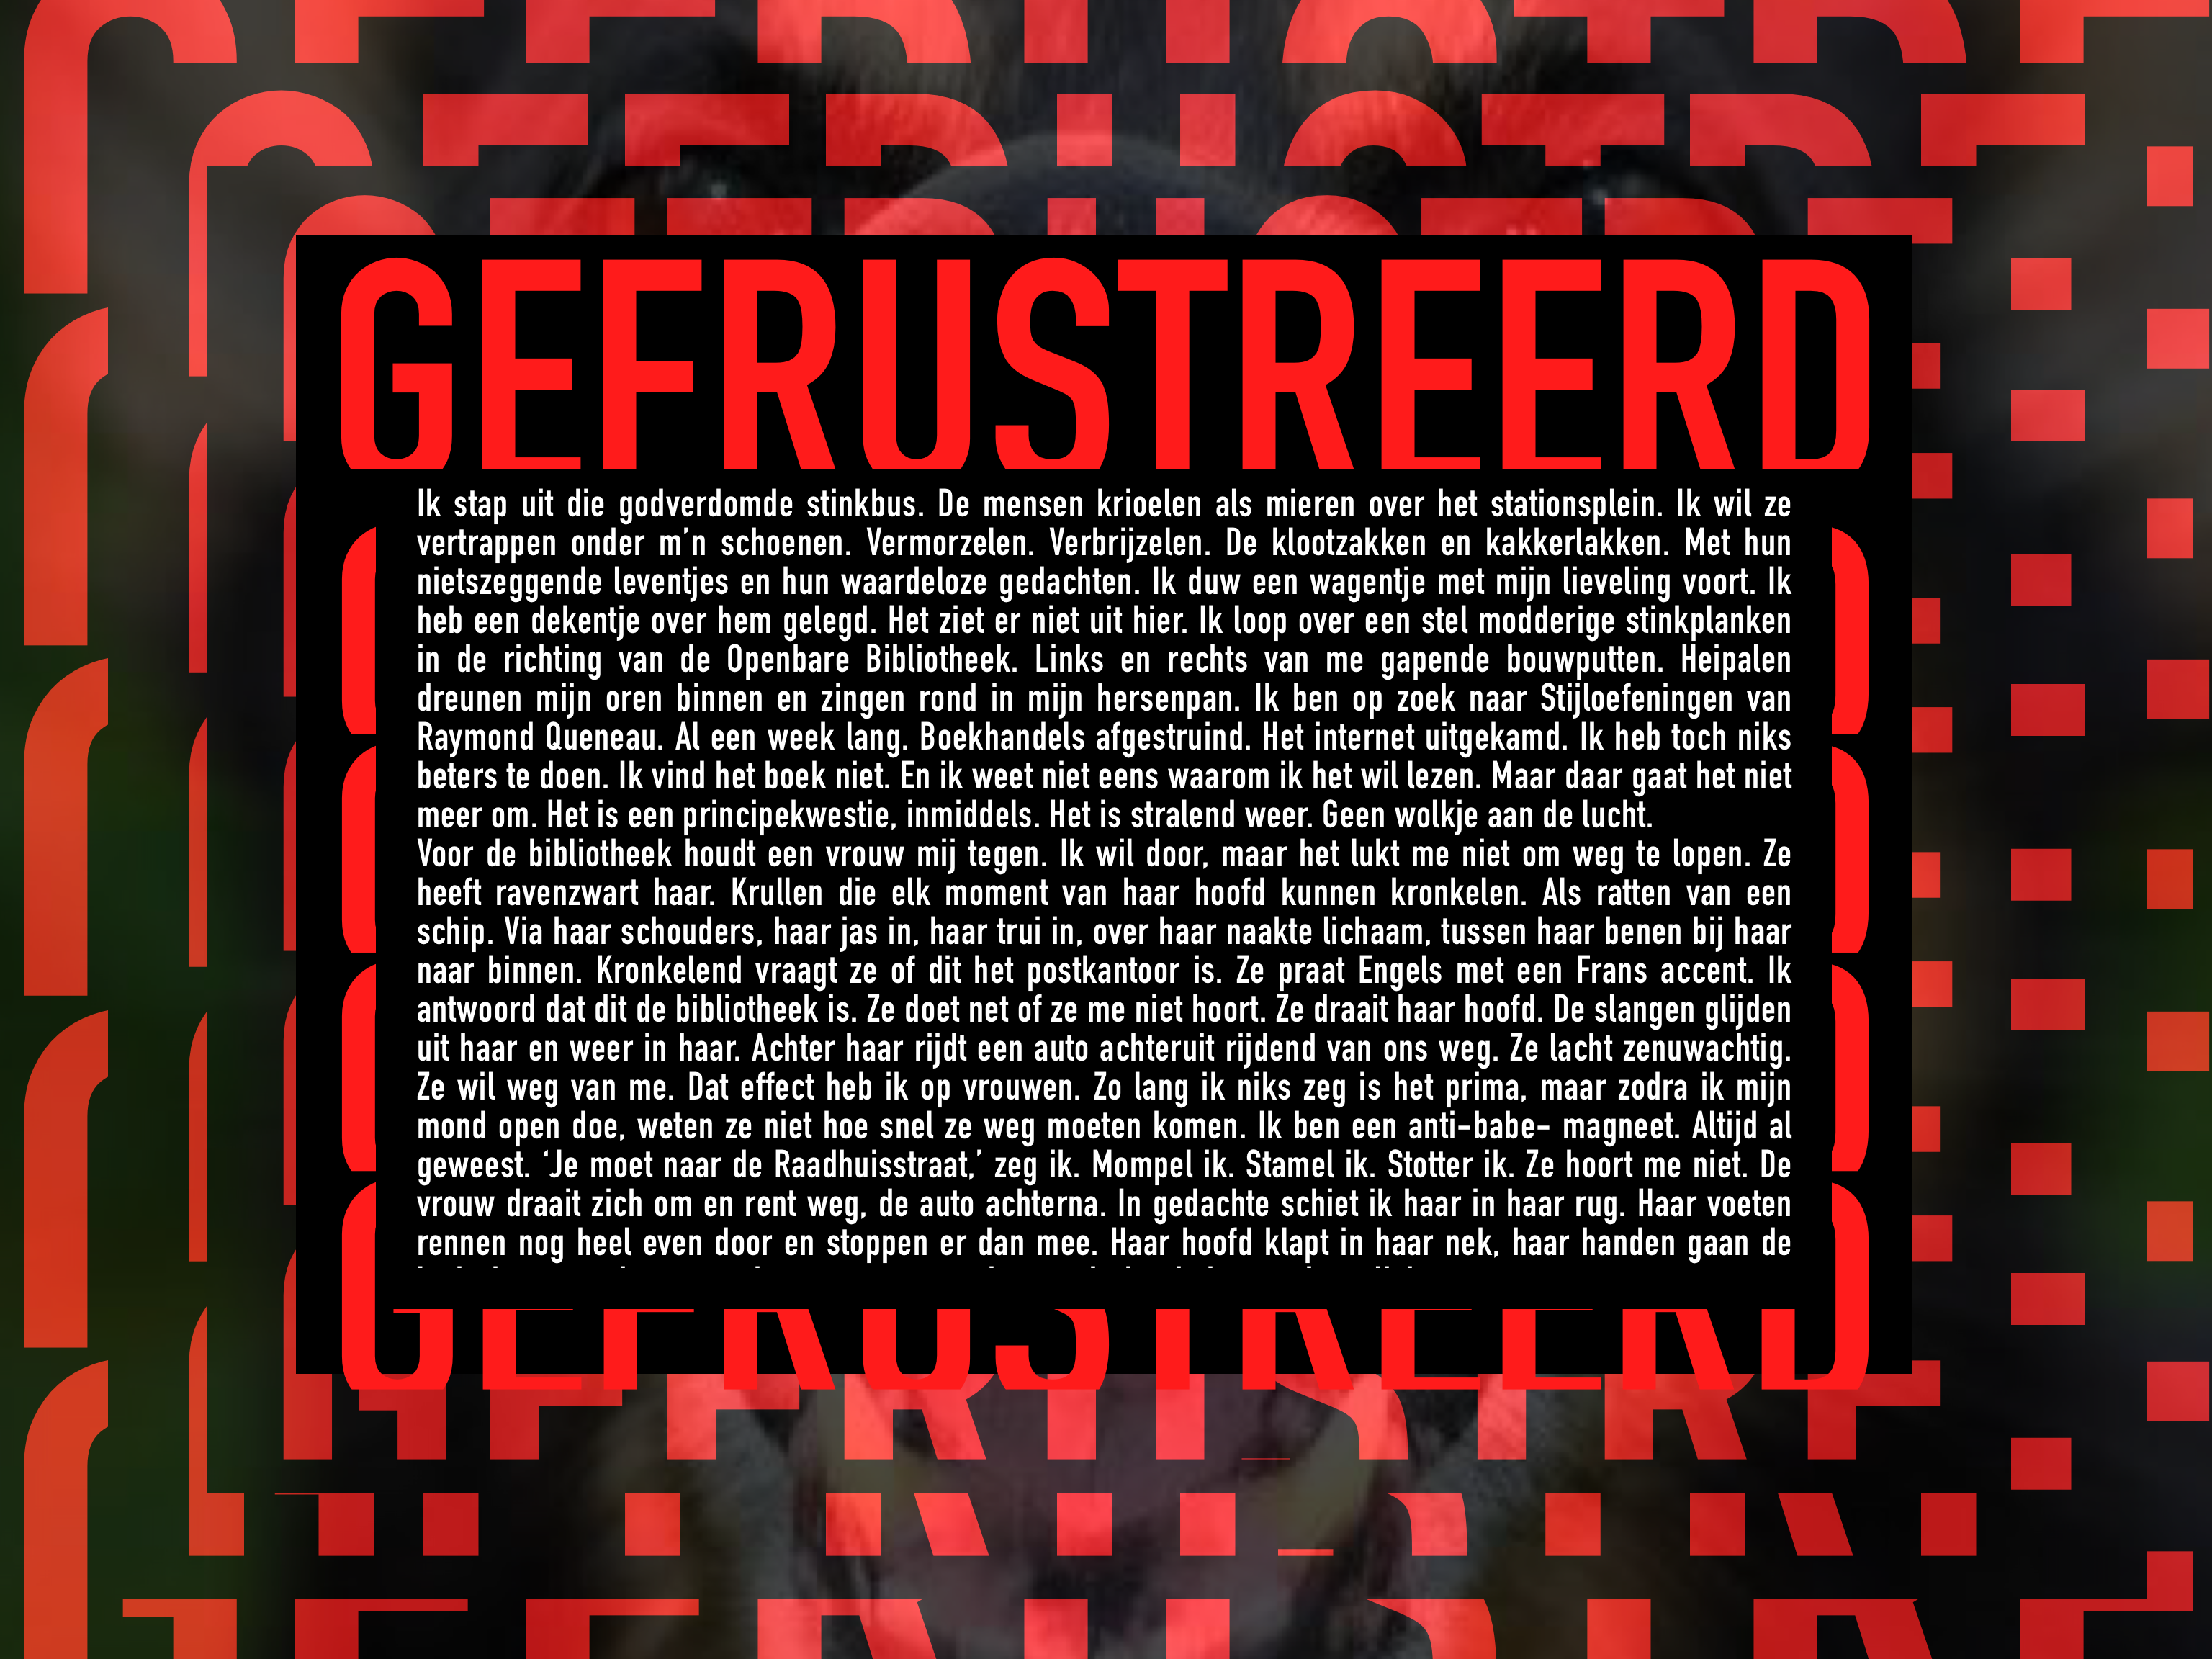 GEFRUSTREERD
Ik stap uit die godverdomde stinkbus. De mensen krioelen als mieren over het stationsplein. Ik wil ze
vertrappen onder m'n schoenen. Vermorzelen. Verbrijzelen. De klootzakken en kakkerlakken. Met hun
nietszeggende leventjes en hun waardeloze gedachten. Ik duw een wagentje met mijn lieveling voort. Ik
heb een dekentje over hem gelegd. Het ziet er niet uit hier. Ik loop over een stel modderige stinkplanken
in de richting van de Openbare Bibliotheek. Links en rechts van me gapende bouwputten. Heipalen
dreunen mijn oren binnen en zingen rond in mijn hersenpan. Ik ben op zoek naar Stijloefeningen van
Raymond Queneau. Al een week lang. Boekhandels afgestruind. Het internet uitgekamd. Ik heb toch niks
beters te doen. Ik vind het boek niet. En ik weet niet eens waarom ik het wil lezen. Maar daar gaat het niet
meer om. Het is een principekwestie, inmiddels. Het is stralend weer. Geen wolkje aan de lucht.
Voor de bibliotheek houdt een vrouw mij tegen. Ik wil door, maar het lukt me niet om weg te lopen. Ze
heeft ravenzwart haar. Krullen die elk moment van haar hoofd kunnen kronkelen. Als ratten van een
schip. Via haar schouders, haar jas in, haar trui in, over haar naakte lichaam, tussen haar benen bij haar
naar binnen. Kronkelend vraagt ze of dit het postkantoor is. Ze praat Engels met een Frans accent. Ik
antwoord dat dit de bibliotheek is. Ze doet net of ze me niet hoort. Ze draait haar hoofd. De slangen glijden
uit haar en weer in haar. Achter haar rijdt een auto achteruit rijdend van ons weg. Ze lacht zenuwachtig.
Ze wil weg van me. Dat effect heb ik op vrouwen. Zo lang ik niks zeg is het prima, maar zodra ik mijn
mond open doe, weten ze niet hoe snel ze weg moeten komen. Ik ben een anti-babe- magneet. Altijd al
geweest. ‘Je moet naar de Raadhuisstraat,’ zeg ik. Mompel ik. Stamel ik. Stotter ik. Ze hoort me niet. De
vrouw draait zich om en rent weg, de auto achterna. In gedachte schiet ik haar in haar rug. Haar voeten
rennen nog heel even door en stoppen er dan mee. Haar hoofd klapt in haar nek, haar handen gaan de
GEFRUSTREERD